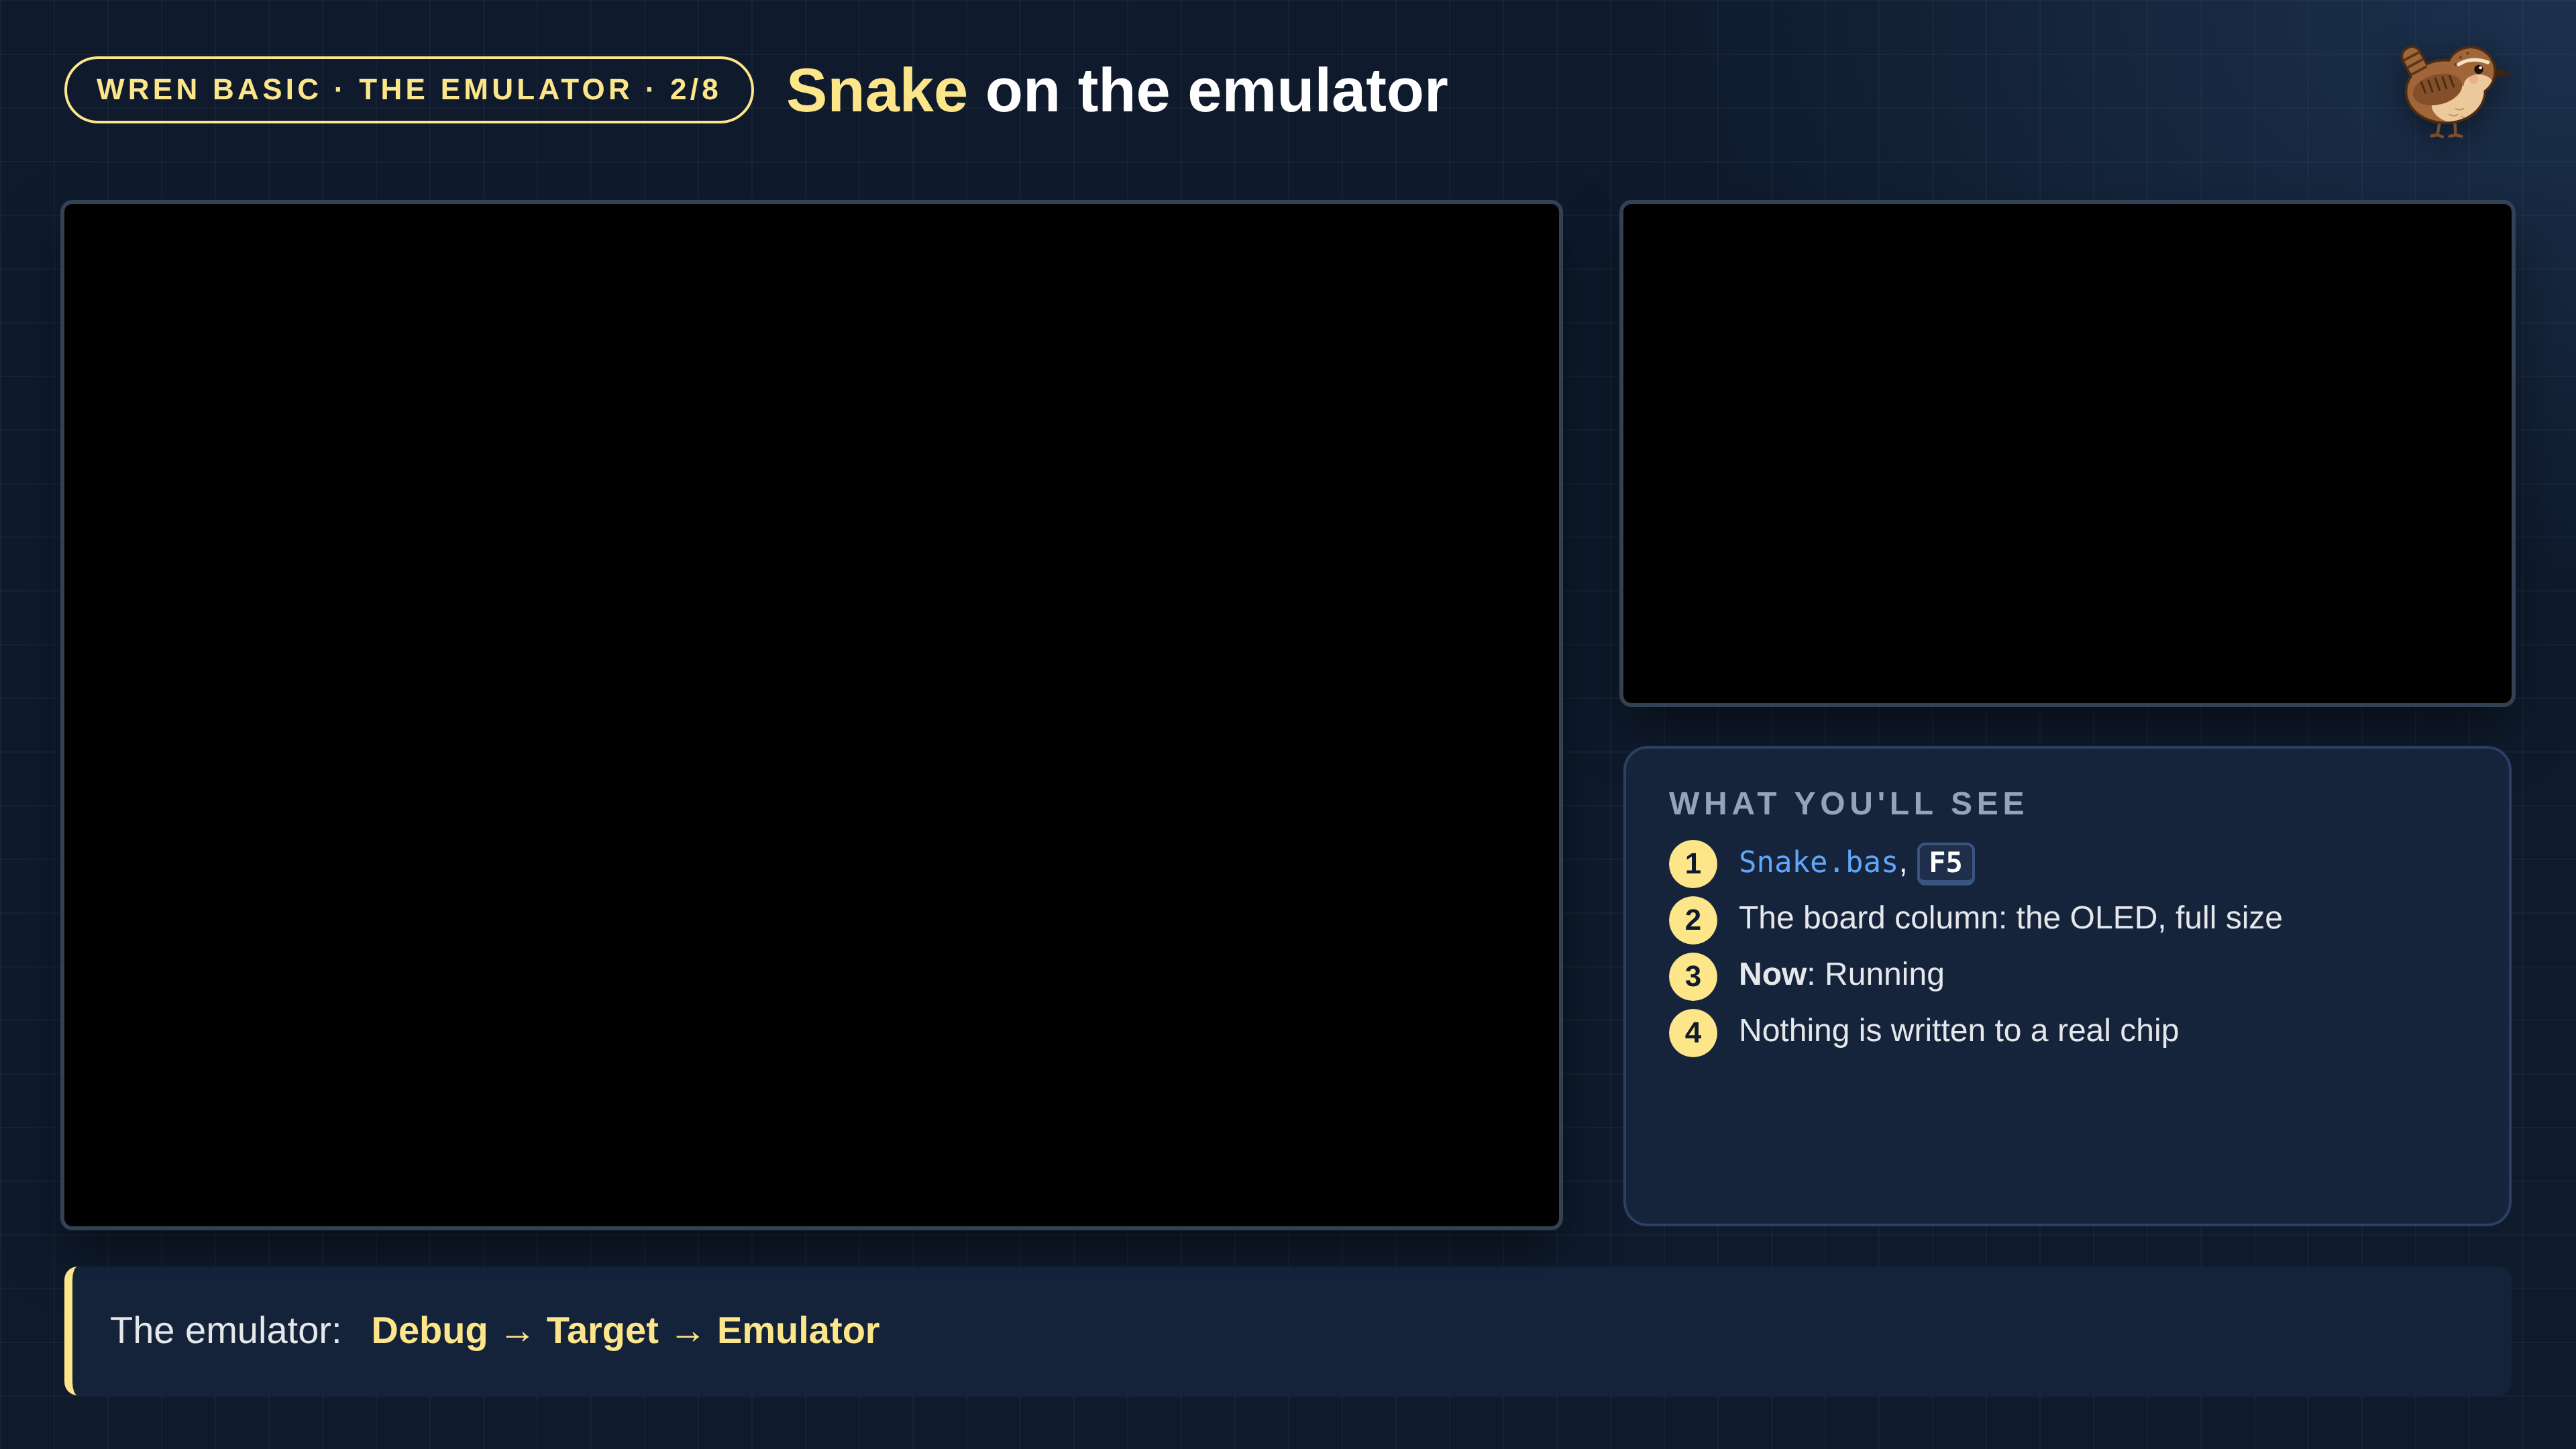 WREN BASIC · THE EMULATOR · 2/8
Snake on the emulator
WHAT YOU'LL SEE
1 Snake.bas, F5
2 The board column: the OLED, full size
3 Now: Running
4 Nothing is written to a real chip
The emulator: Debug → Target → Emulator